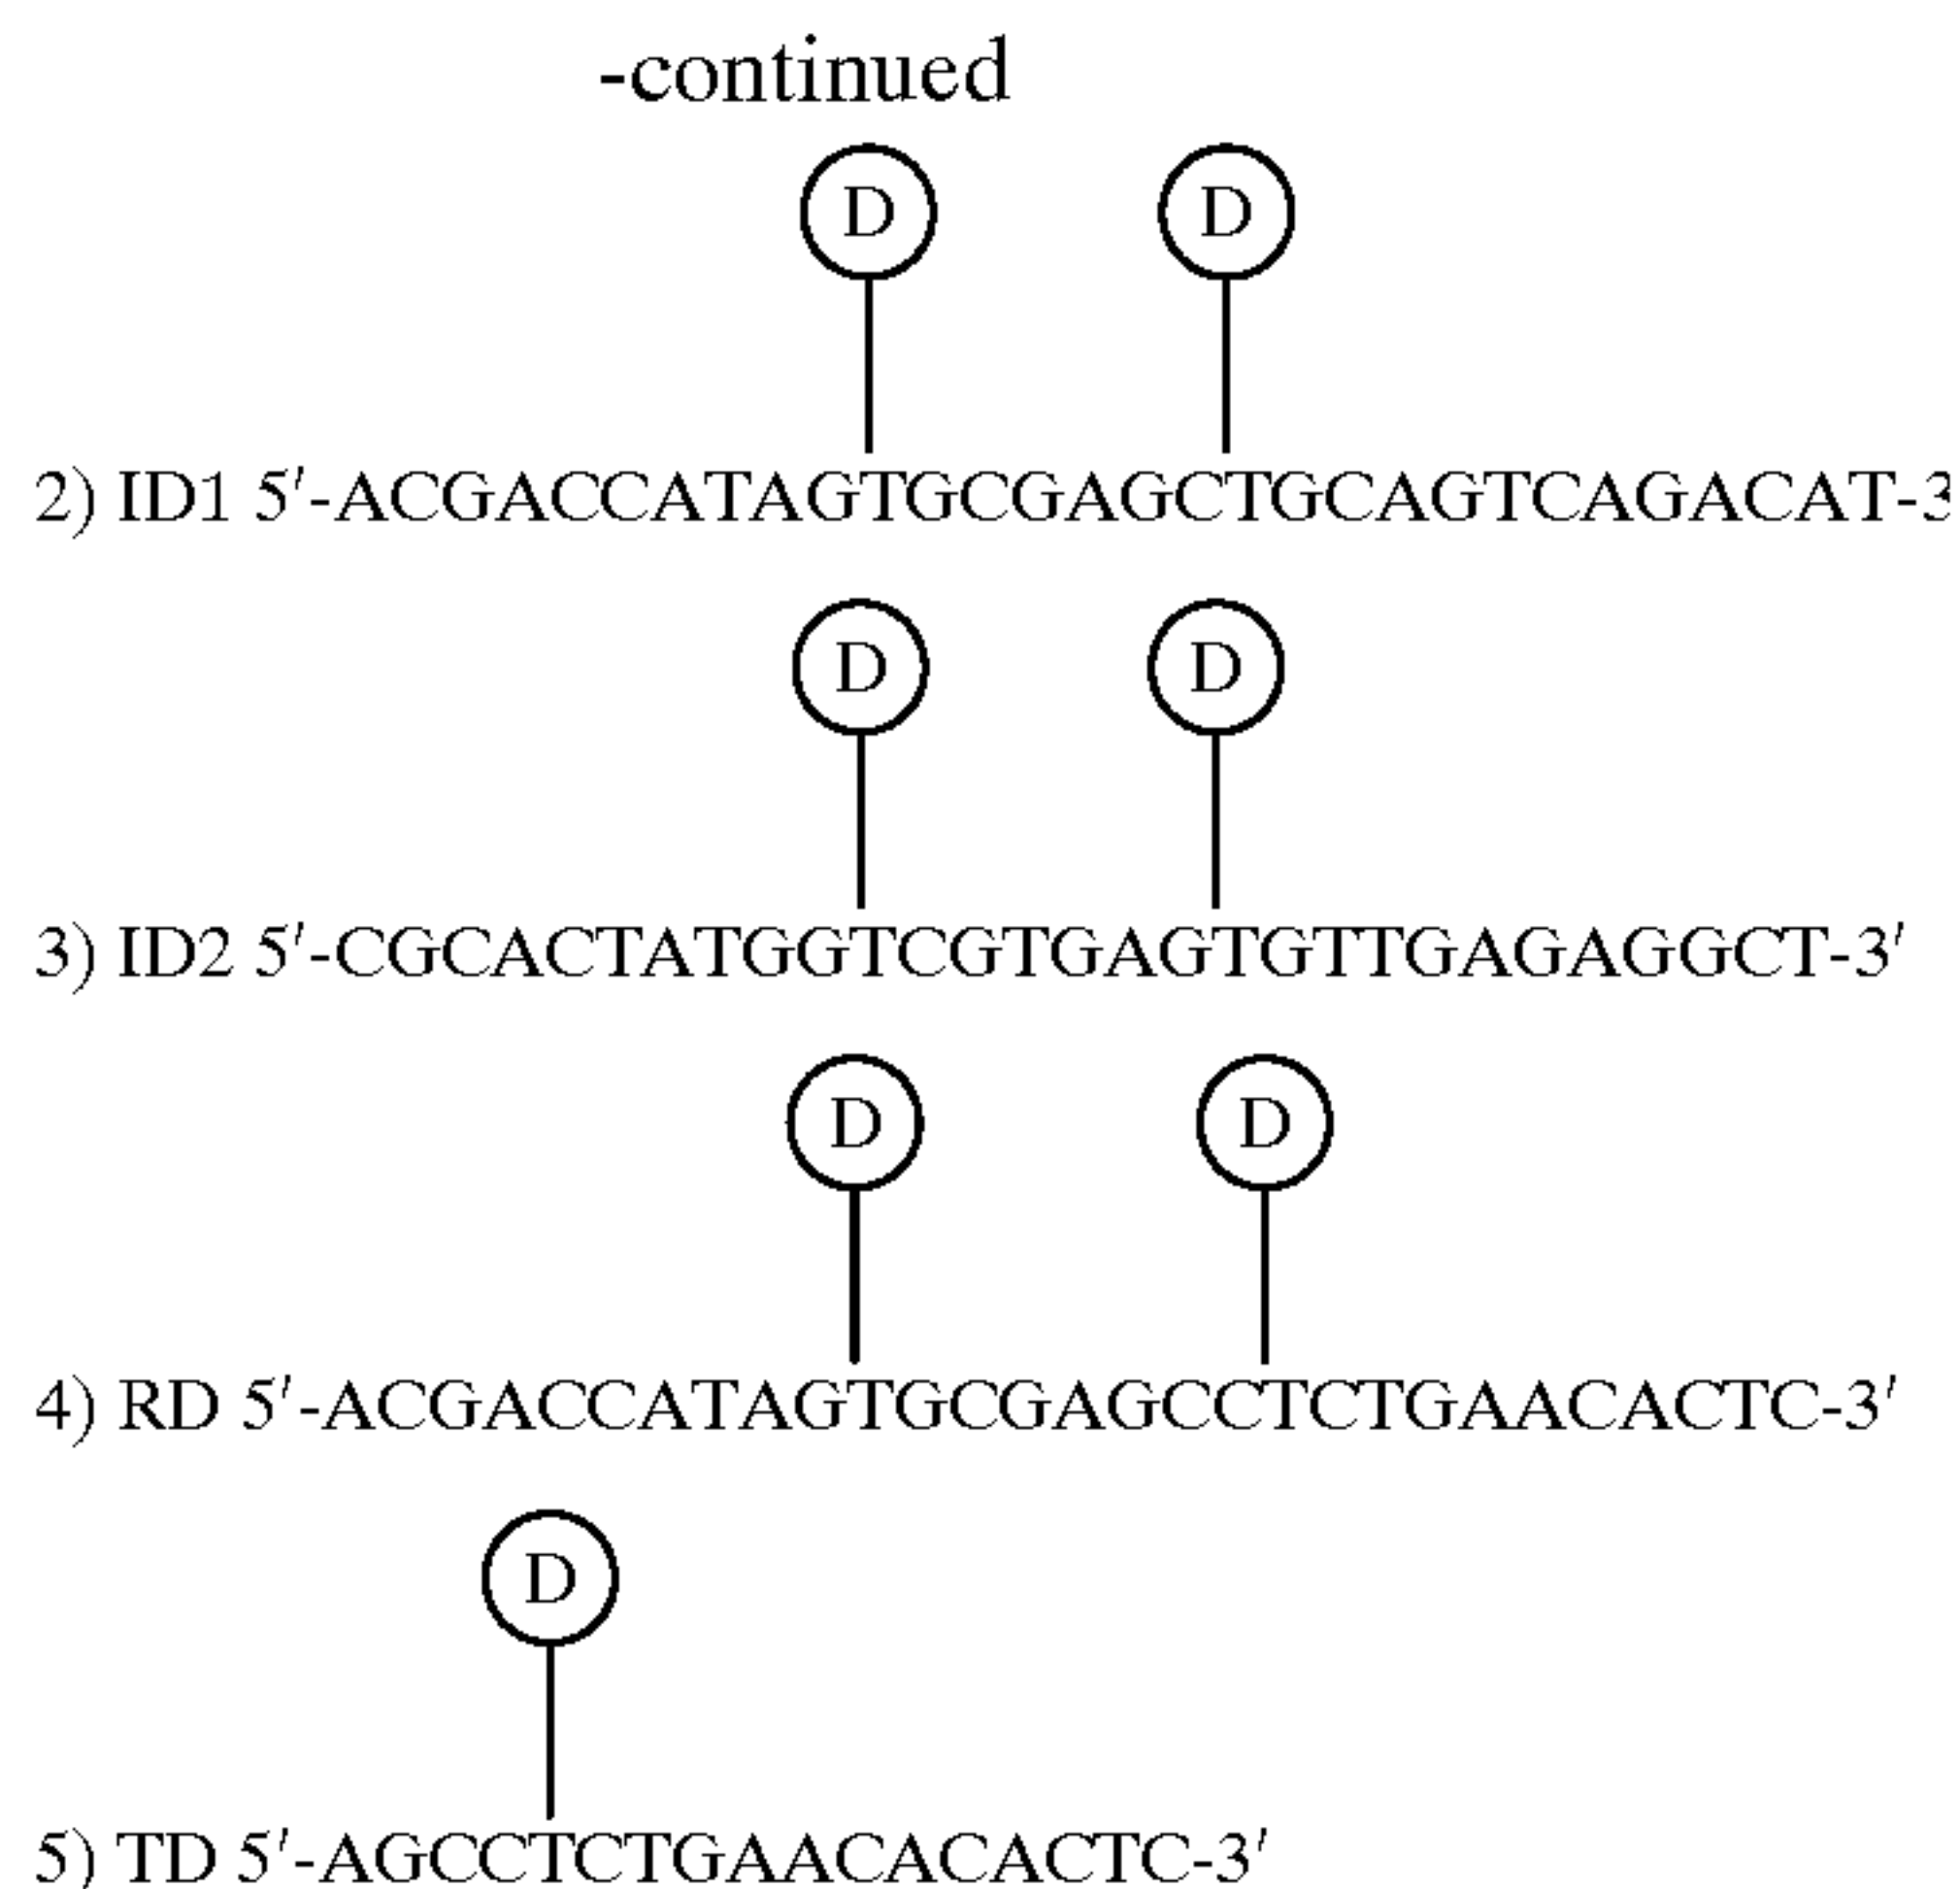 -continued
D D
2) ID1 5′-ACGACCATAGTGCGAGCTGCAGTCAGACAT-3
D D
3) ID2 5′-CGCACTATGGTCGTGAGTGTTGAGAGGCT-3′
D D
4) RD 5′-ACGACCATAGTGCGAGCCTCTGAACACTC-3′
D
5) TD 5′-AGCCTCTGAACACACTC-3′